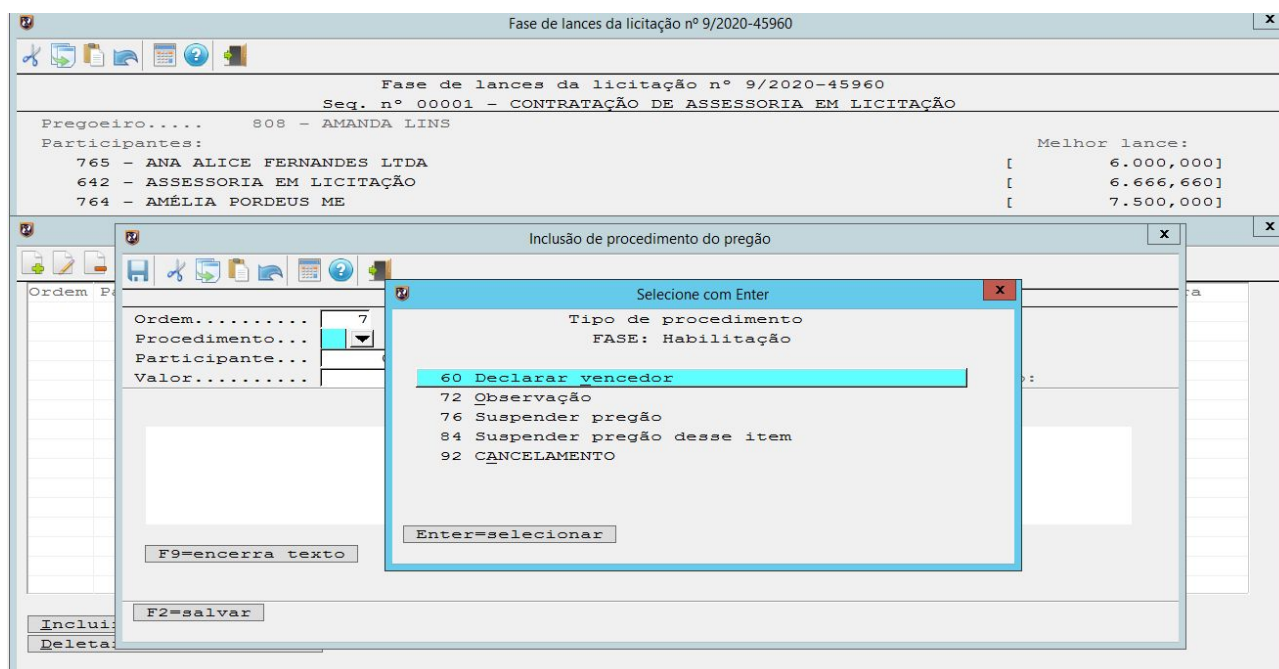 Fase de lances da licitação nº 9/2020-45960
x
Fase de lances da licitação nº 9/2020-45960
Seq. nº 00001 - CONTRATAÇÃO DE ASSESSORIA EM LICITAÇÃO
Pregoeiro..... 808 - AMANDA LINS
Participantes: Melhor lance:
765 - ANA ALICE FERNANDES LTDA [ 6.000,000]
642 - ASSESSORIA EM LICITAÇÃO [ 6.666,660]
764 - AMÉLIA PORDEUS ME [ 7.500,000]
x
Inclusão de procedimento do pregão x
Ordem
Selecione com Enter x
Ordem.......... 7
Procedimento...
Participante...
Valor..........
Tipo de procedimento
FASE: Habilitação
60 Declarar vencedor
72 Observação
76 Suspender pregão
84 Suspender pregão desse item
92 CANCELAMENTO
Enter=selecionar
F9=encerra texto
F2=salvar